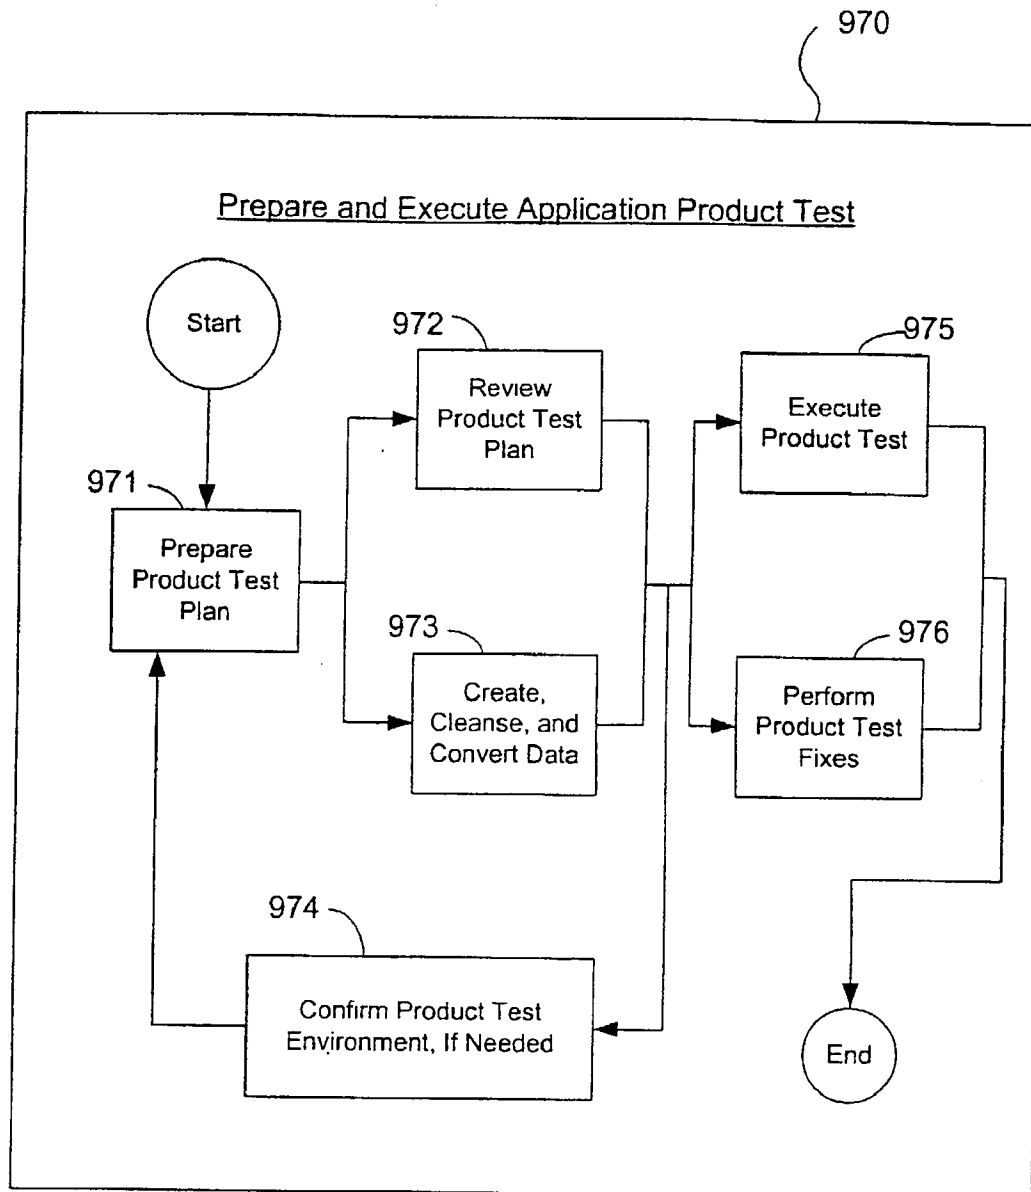 970
Prepare and Execute Application Product Test
Start
972
Review
Product Test
Plan
975
Execute
Product Test
971
Prepare
Product Test
Plan
973
Create,
Cleanse, and
Convert Data
976
Perform
Product Test
Fixes
974
Confirm Product Test
Environment, If Needed
End